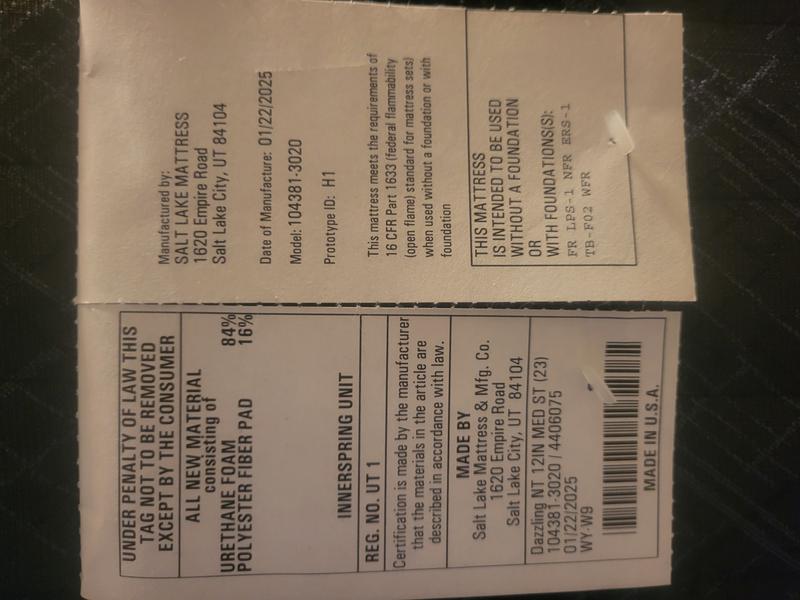 UNDER PENALTY OF LAW THIS
TAG NOT TO BE REMOVED
EXCEPT BY THE CONSUMER
ALL NEW MATERIAL
consisting of
URETHANE FOAM 84%
POLYESTER FIBER PAD 16%
INNERSPRING UNIT
REG. NO. UT 1
Certification is made by the manufacturer
that the materials in the article are
described in accordance with law.
MADE BY
Salt Lake Mattress & Mfg. Co.
1620 Empire Road
Salt Lake City, UT 84104
Dazzling NT 12IN MED ST (23)
104381-3020 / 4406075
01/22/2025
WY-W9
MADE IN U.S.A.
Manufactured by:
SALT LAKE MATTRESS
1620 Empire Road
Salt Lake City, UT 84104
Date of Manufacture: 01/22/2025
Model: 104381-3020
Prototype ID: H1
This mattress meets the requirements of
16 CFR Part 1633 (federal flammability
(open flame) standard for mattress sets)
when used without a foundation or with
foundation
THIS MATTRESS
IS INTENDED TO BE USED
WITHOUT A FOUNDATION
OR
WITH FOUNDATIONS(S):
FR LPS-1 NFR ERS-1
TB-F02 WFR